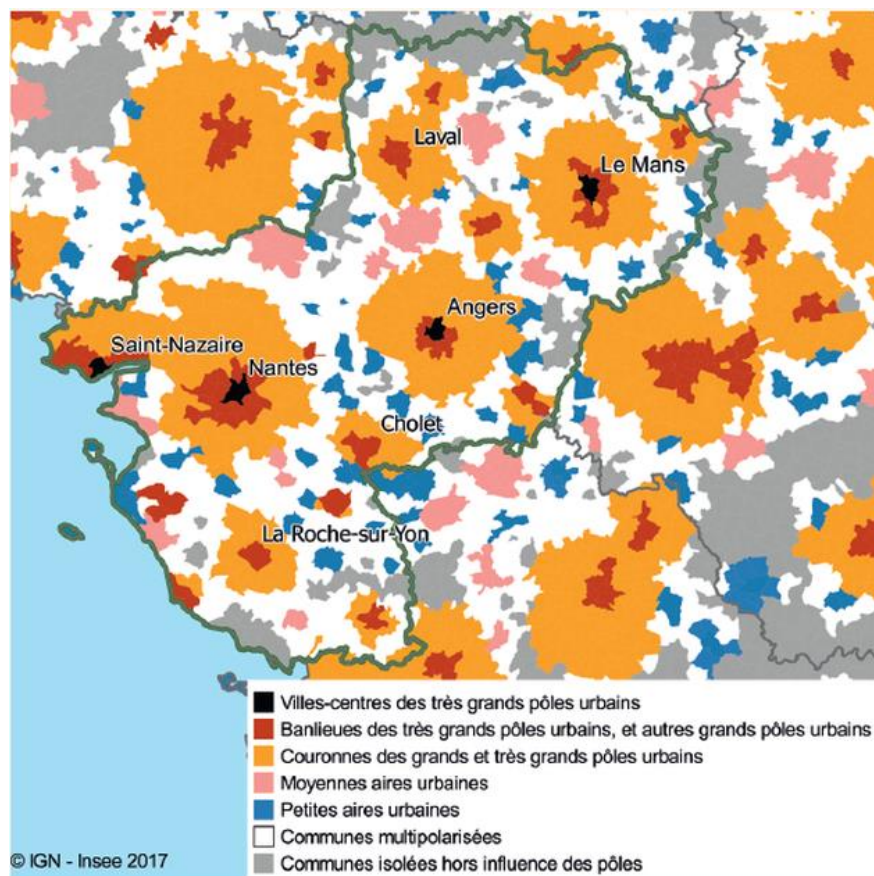 Laval
Le Mans
Angers
Saint-Nazaire
Nantes
Cholet
La Roche-sur-Yon
Villes-centres des très grands pôles urbains
Banlieues des très grands pôles urbains, et autres grands pôles urbains
Couronnes des grands et très grands pôles urbains
Moyennes aires urbaines
Petites aires urbaines
Communes multipolarisées
Communes isolées hors influence des pôles
© IGN - Insee 2017